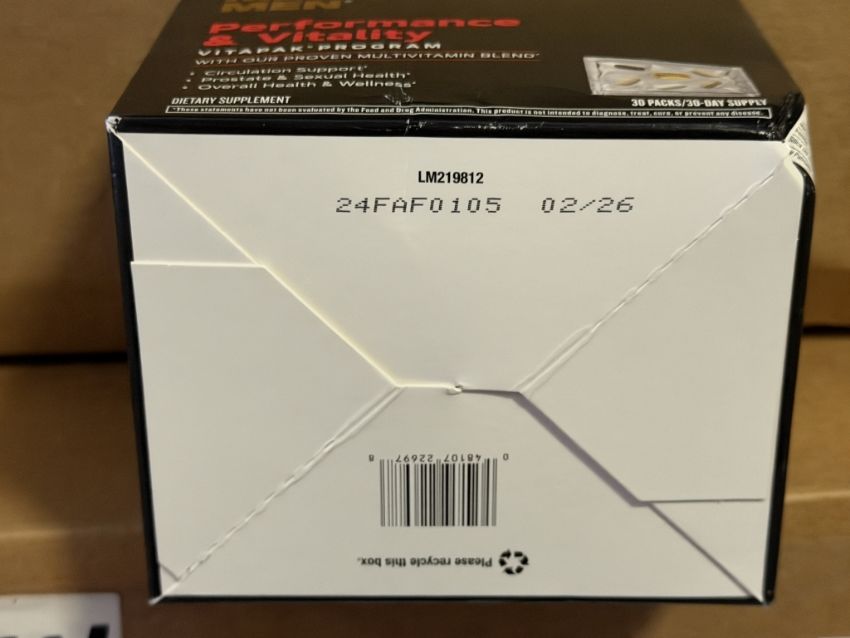 MEN
Performance
& Vitality
VITAPAK® PROGRAM
WITH OUR PROVEN MULTIVITAMIN BLEND*
• Circulation Support*
• Prostate & Sexual Health*
• Overall Health & Wellness*
DIETARY SUPPLEMENT
30 PACKS/30-DAY SUPPLY
*These statements have not been evaluated by the Food and Drug Administration. This product is not intended to diagnose, treat, cure, or prevent any disease.
LM219812
24FAF0105 02/26
0 48107 22697 8
Please recycle this box.